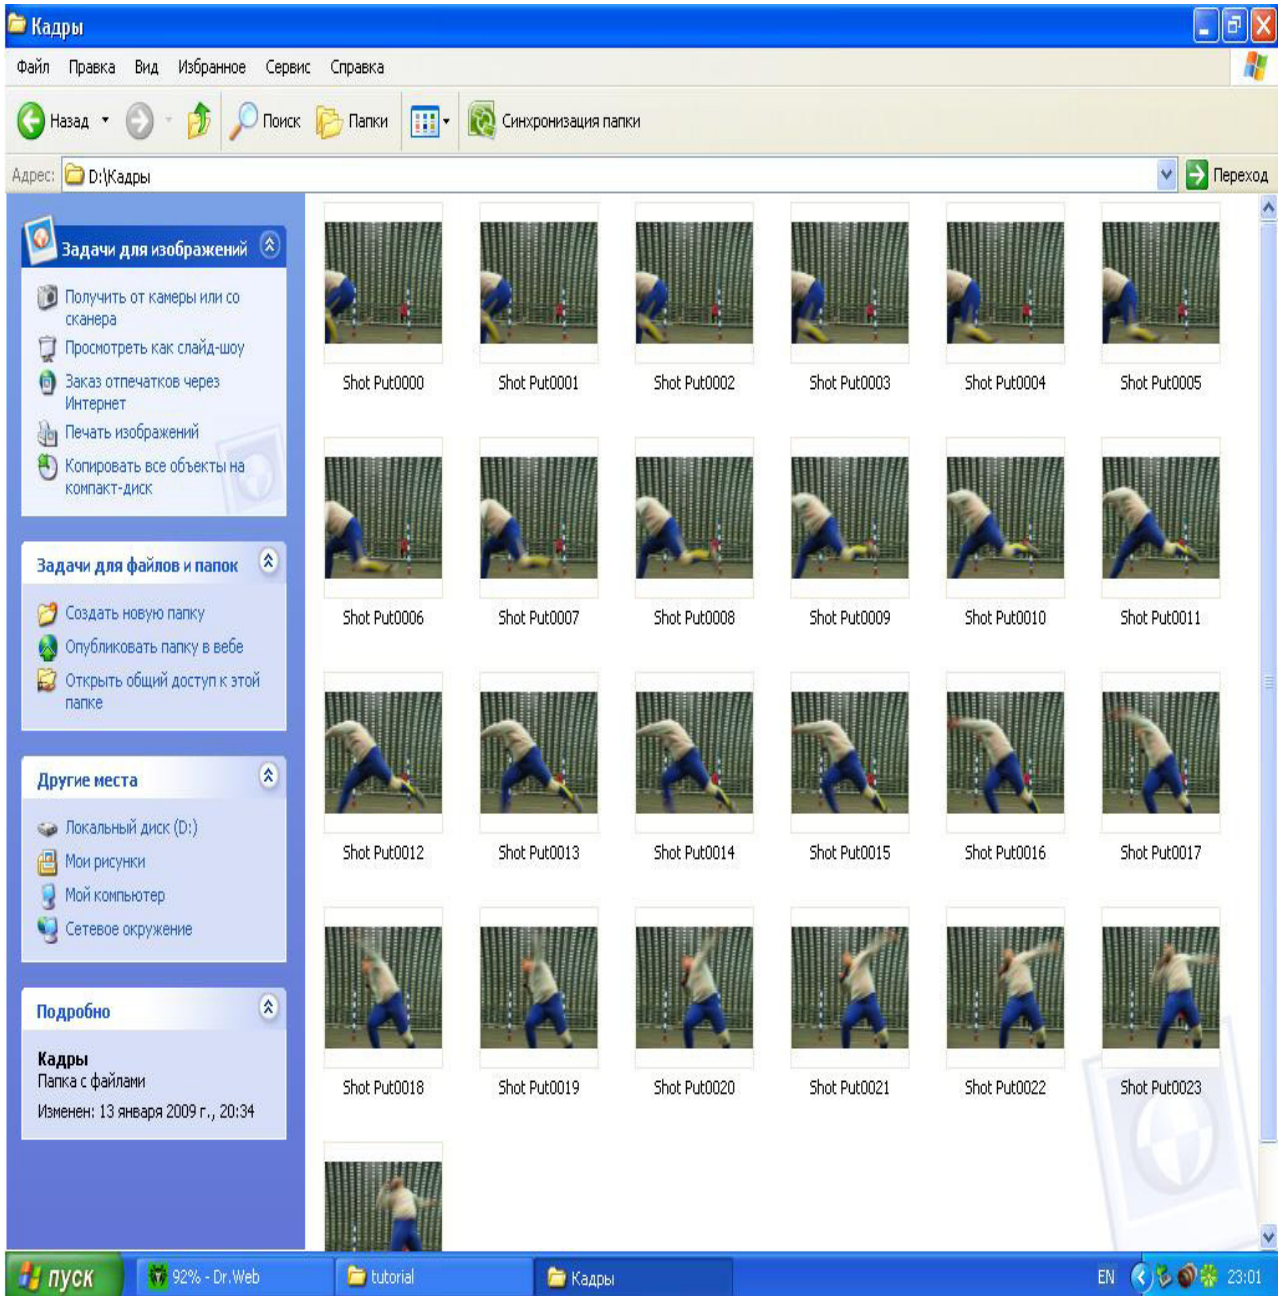 Кадры
Файл Правка Вид Избранное Сервис Справка
Назад Поиск Папки Синхронизация папки
Адрес: D:\Кадры Переход
Задачи для изображений
Получить от камеры или со
сканера
Просмотреть как слайд-шоу
Заказ отпечатков через
Интернет
Печать изображений
Копировать все объекты на
компакт-диск
Задачи для файлов и папок
Создать новую папку
Опубликовать папку в вебе
Открыть общий доступ к этой
папке
Другие места
Локальный диск (D:)
Мои рисунки
Мой компьютер
Сетевое окружение
Подробно
Кадры
Папка с файлами
Изменен: 13 января 2009 г., 20:34
Shot Put0000 Shot Put0001 Shot Put0002 Shot Put0003 Shot Put0004 Shot Put0005
Shot Put0006 Shot Put0007 Shot Put0008 Shot Put0009 Shot Put0010 Shot Put0011
Shot Put0012 Shot Put0013 Shot Put0014 Shot Put0015 Shot Put0016 Shot Put0017
Shot Put0018 Shot Put0019 Shot Put0020 Shot Put0021 Shot Put0022 Shot Put0023
пуск 92% - Dr.Web tutorial Кадры EN 23:01